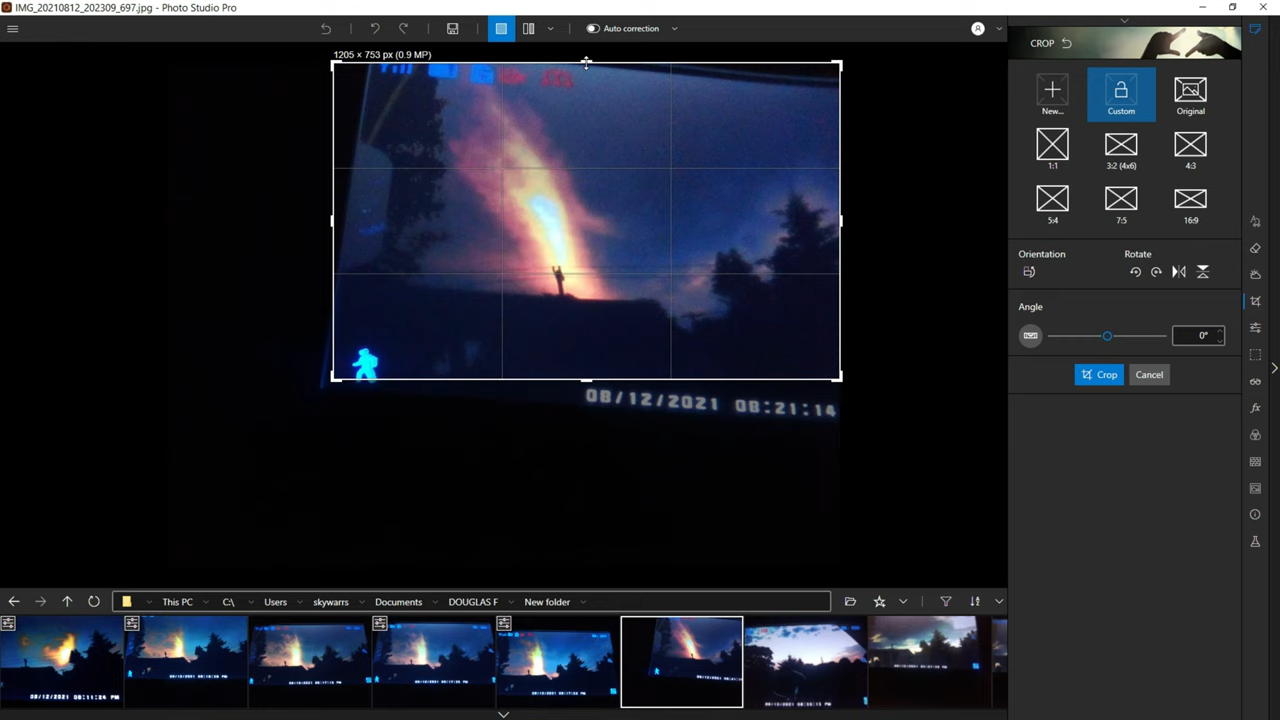 IMG_20210812_202309_697.jpg - Photo Studio Pro
Auto correction
1205 × 753 px (0.9 MP)
08/12/2021 08:21:14
CROP
New...
Custom
Original
1:1
3:2 (4x6)
4:3
5:4
7:5
16:9
Orientation
Rotate
Angle
0°
Crop
Cancel
This PC
C:\
Users
skywarrs
Documents
DOUGLAS F
New folder